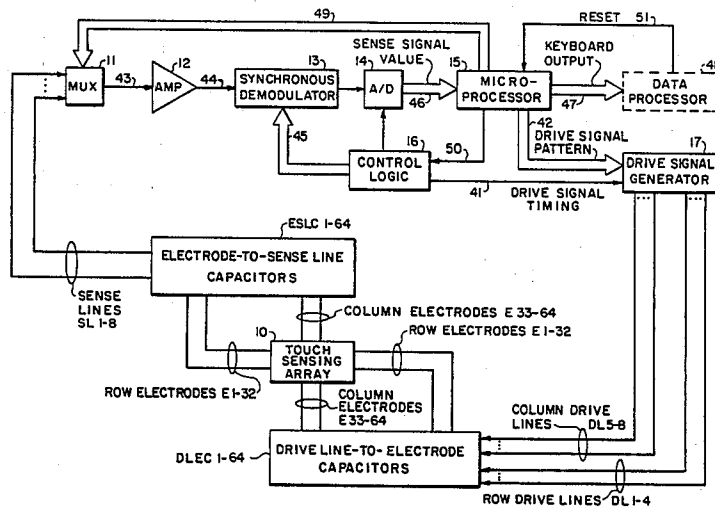 49
RESET 51
11
MUX
43
12
AMP
44
13
SYNCHRONOUS
DEMODULATOR
SENSE SIGNAL
VALUE
14
A/D
46
15
MICRO-
PROCESSOR
KEYBOARD
OUTPUT
47
DATA
PROCESSOR
42
DRIVE SIGNAL
PATTERN
45
16
CONTROL
LOGIC
50
41
DRIVE SIGNAL
TIMING
17
DRIVE SIGNAL
GENERATOR
ESLC 1-64
ELECTRODE-TO-SENSE LINE
CAPACITORS
SENSE
LINES
SL 1-8
COLUMN ELECTRODES E 33-64
ROW ELECTRODES E1-32
10
TOUCH
SENSING
ARRAY
ROW ELECTRODES E1-32
COLUMN
ELECTRODES
E33-64
DLEC 1-64
DRIVE LINE-TO-ELECTRODE
CAPACITORS
COLUMN DRIVE
LINES DL5-8
ROW DRIVE LINES DL 1-4